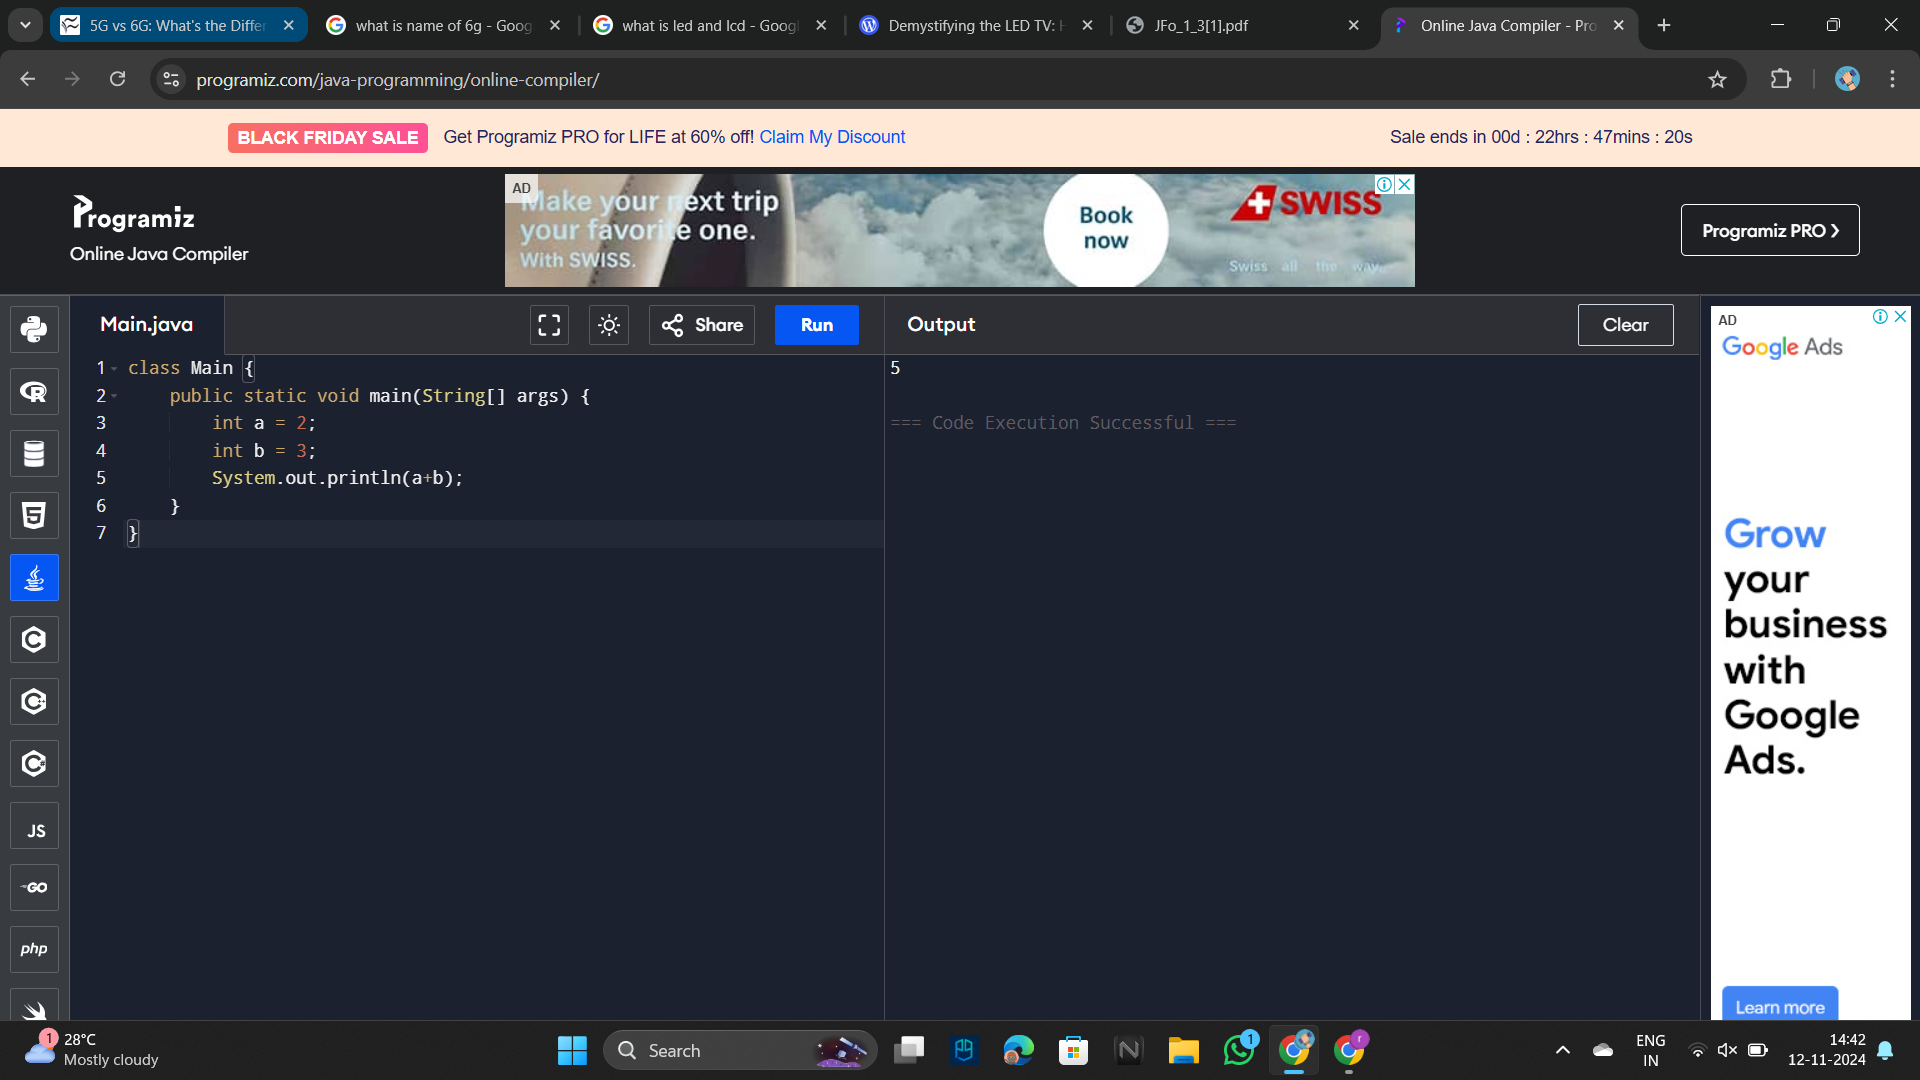 5G vs 6G: What's the Differ
what is name of 6g - Goog
what is led and lcd - Googl
Demystifying the LED TV: H
JFo_1_3[1].pdf
Online Java Compiler - Pro
programiz.com/java-programming/online-compiler/
BLACK FRIDAY SALE
Get Programiz PRO for LIFE at 60% off! Claim My Discount
Sale ends in 00d : 22hrs : 47mins : 20s
Programiz
Online Java Compiler
AD
Make your next trip
your favorite one.
With SWISS.
Book
now
SWISS
Swiss all the way.
Programiz PRO
Main.java
Share
Run
Output
Clear
1 class Main {
2 public static void main(String[] args) {
3 int a = 2;
4 int b = 3;
5 System.out.println(a+b);
6 }
7 }
5
=== Code Execution Successful ===
JS
GO
php
AD
Google Ads
Grow
your
business
with
Google
Ads.
Learn more
1
28°C
Mostly cloudy
Search
1
r
ENG
IN
14:42
12-11-2024